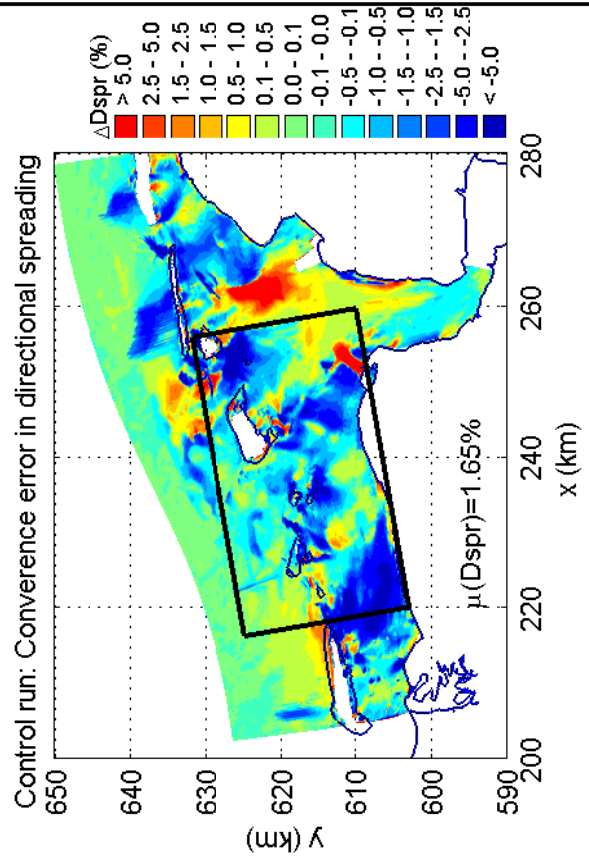 Control run: Converence error in directional spreading
△Dspr (%)
> 5.0
2.5 - 5.0
1.5 - 2.5
1.0 - 1.5
0.5 - 1.0
0.1 - 0.5
0.0 - 0.1
-0.1 - 0.0
-0.5 - -0.1
-1.0 - -0.5
-1.5 - -1.0
-2.5 - -1.5
-5.0 - -2.5
< -5.0
650
640
630
620
610
600
590
y (km)
μ(Dspr)=1.65%
200
220
240
260
280
x (km)